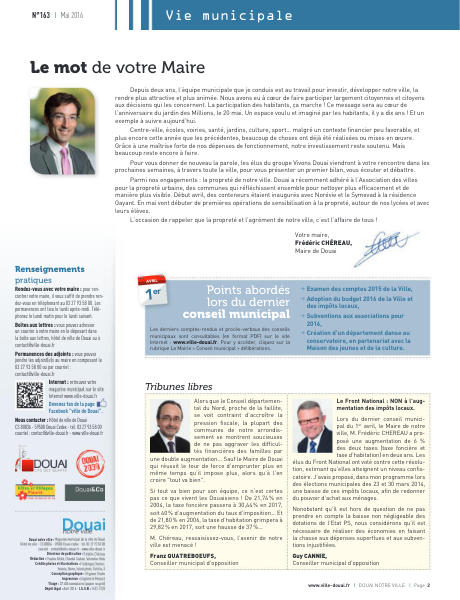 N°163 | Mai 2016
Vie municipale
Le mot de votre Maire
Depuis deux ans, l'équipe municipale que je conduis est au travail pour investir, développer notre ville, la
rendre plus attractive et plus animée. Nous avons eu à cœur de faire participer largement citoyennes et citoyens
aux décisions qui les concernent. La participation des habitants, ça marche ! Ce message sera au cœur de
l'anniversaire du jardin des Millions, le 20 mai. Un espace voulu et imaginé par les habitants, il y a dix ans ! Et un
exemple à suivre aujourd'hui.
Centre-ville, écoles, voiries, santé, jardins, culture, sport... malgré un contexte financier peu favorable, et
plus encore cette année que les précédentes, beaucoup de choses ont déjà été réalisées ou mises en œuvre.
Grâce à une maîtrise forte de nos dépenses de fonctionnement, notre investissement reste soutenu. Mais
beaucoup reste encore à faire.
Pour vous donner de nouveau la parole, les élus du groupe Vivons Douai viendront à votre rencontre dans les
prochaines semaines, à travers toute la ville, pour vous présenter un premier bilan, vous écouter et débattre.
Parmi nos engagements : la propreté de notre ville. Douai a récemment adhéré à l'Association des villes
pour la propreté urbaine, des communes qui réfléchissent ensemble pour nettoyer plus efficacement et de
manière plus visible. Début avril, des conteneurs étaient inaugurés avec Norévie et le Symevad à la résidence
Gayant. En mai vont débuter de premières opérations de sensibilisation à la propreté, autour de nos lycées et avec
leurs élèves.
L'occasion de rappeler que la propreté et l'agrément de notre ville, c'est l'affaire de tous !
Votre maire,
Frédéric CHÉREAU,
Maire de Douai
Renseignements
pratiques
Rendez-vous avec votre maire : pour ren-
contrer votre maire, il vous suffit de prendre ren-
dez-vous en téléphonant au 03 27 93 58 00. Les
permanences ont lieu le lundi après-midi. Télé-
phonez le lundi matin pour le lundi suivant.
Boîtes aux lettres : vous pouvez adresser
un courrier à votre maire en le déposant dans
la boîte aux lettres, hôtel de ville de Douai ou à
contact@ville-douai.fr
Permanences des adjoints : vous pouvez
joindre les adjoints au maire en composant le
03 27 93 58 00 ou par courriel :
contact@ville-douai.fr
Internet : retrouvez votre
magazine municipal sur le site
Internet www.ville-douai.fr
Devenez fan de la page
Facebook "ville de Douai".
Nous contacter : Hôtel de ville de Douai
CS 80836 - 59508 Douai Cedex - Tél. 03 27 93 58 00
courriel : contact@ville-douai.fr - www.ville-douai.fr
AVRIL
1er
Points abordés
lors du dernier
conseil municipal
Les derniers comptes-rendus et procès-verbaux des conseils
municipaux sont consultables (en format PDF) sur le site
Internet : www.ville-douai.fr. Pour y accéder, cliquez sur la
rubrique La Mairie > Conseil municipal > délibérations.
Examen des comptes 2015 de la Ville,
Adoption du budget 2016 de la Ville et
des impôts locaux,
Subventions aux associations pour
2016,
Création d'un département danse au
conservatoire, en partenariat avec la
Maison des jeunes et de la culture.
Tribunes libres
Alors que le Conseil départemen-
tal du Nord, proche de la faillite,
se voit contraint d'accroître la
pression fiscale, la plupart des
communes de notre arrondis-
sement se montrent soucieuses
de ne pas aggraver les difficul-
tés financières des familles par
une double augmentation... Sauf le Maire de Douai
qui réussit le tour de force d'emprunter plus en
même temps qu'il impose plus, alors qu'à l'en
croire "tout va bien".
Si tout va bien pour son équipe, ce n'est certes
pas ce que vivent les Douaisiens ! De 21,74% en
2004, la taxe foncière passera à 30,44% en 2017,
soit 40% d'augmentation du taux d'imposition... Et
de 21,80% en 2004, la taxe d'habitation grimpera à
29,82% en 2017, soit une hausse de 37%...
M. Chéreau, ressaisissez-vous, l'avenir de notre
ville est menacé !
Franz QUATREBOEUFS,
Conseiller municipal d'opposition
Le Front National : NON à l'aug-
mentation des impôts locaux.
Lors du dernier conseil munici-
pal du 1er avril, le Maire de notre
ville, M. Frédéric CHEREAU a pro-
posé une augmentation de 6 %
des deux taxes (taxe foncière et
taxe d'habitation) en deux ans. Les
élus du Front National ont voté contre cette résolu-
tion, estimant qu'elles atteignent un niveau confis-
catoire. J'avais proposé, dans mon programme lors
des élections municipales des 23 et 30 mars 2014,
une baisse de ces impôts locaux, afin de redonner
du pouvoir d'achat aux ménages.
Nonobstant qu'il est hors de question de ne pas
prendre en compte la baisse non négligeable des
dotations de l'Etat PS, nous considérons qu'il est
nécessaire de réaliser des économies en faisant
la chasse aux dépenses superflues et aux subven-
tions injustifiées.
Guy CANNIE,
Conseiller municipal d'opposition
DOUAI
Douai&Co
Douai
www.ville-douai.fr | DOUAI NOTRE VILLE | Page 2